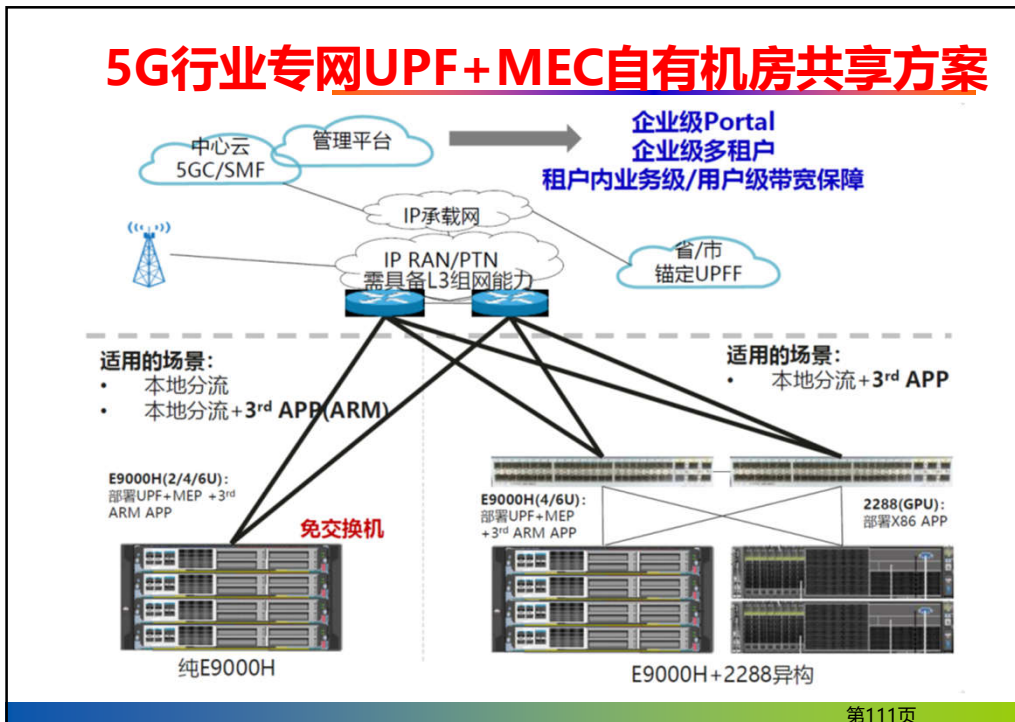 5G行业专网UPF+MEC自有机房共享方案
企业级Portal
企业级多租户
租户内业务级/用户级带宽保障
中心云
5GC/SMF
管理平台
IP承载网
IP RAN/PTN
需具备L3组网能力
省/市
锚定UPFF
适用的场景：
• 本地分流
• 本地分流+3rd APP(ARM)
适用的场景：
• 本地分流+3rd APP
E9000H(2/4/6U)：
部署UPF+MEP +3rd
ARM APP
免交换机
E9000H(4/6U)：
部署UPF+MEP
+3rd ARM APP
2288(GPU)：
部署X86 APP
纯E9000H
E9000H+2288异构
第111页